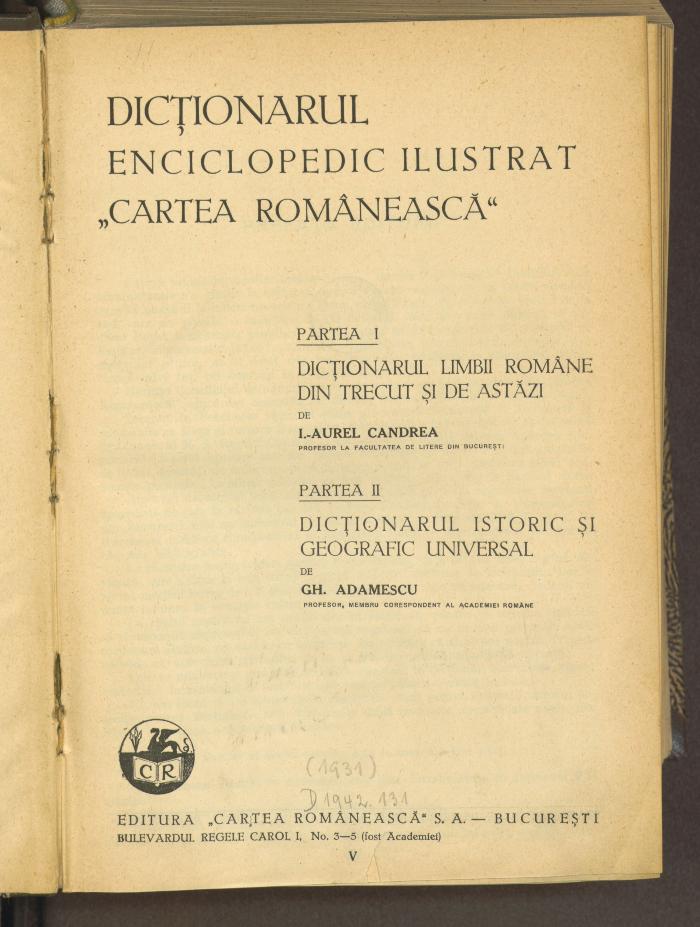 DICȚIONARUL
ENCICLOPEDIC ILUSTRAT
„CARTEA ROMÂNEASCĂ“
PARTEA I
DICȚIONARUL LIMBII ROMÂNE
DIN TRECUT ȘI DE ASTĂZI
DE
I.-AUREL CANDREA
PROFESOR LA FACULTATEA DE LITERE DIN BUCUREȘTI
PARTEA II
DICȚIONARUL ISTORIC ȘI
GEOGRAFIC UNIVERSAL
DE
GH. ADAMESCU
PROFESOR, MEMBRU CORESPONDENT AL ACADEMIEI ROMÂNE
C R
(1931)
D 1942. 131
EDITURA „CARTEA ROMÂNEASCĂ“ S. A. — BUCUREȘTI
BULEVARDUL REGELE CAROL I, No. 3—5 (fost Academiei)
V